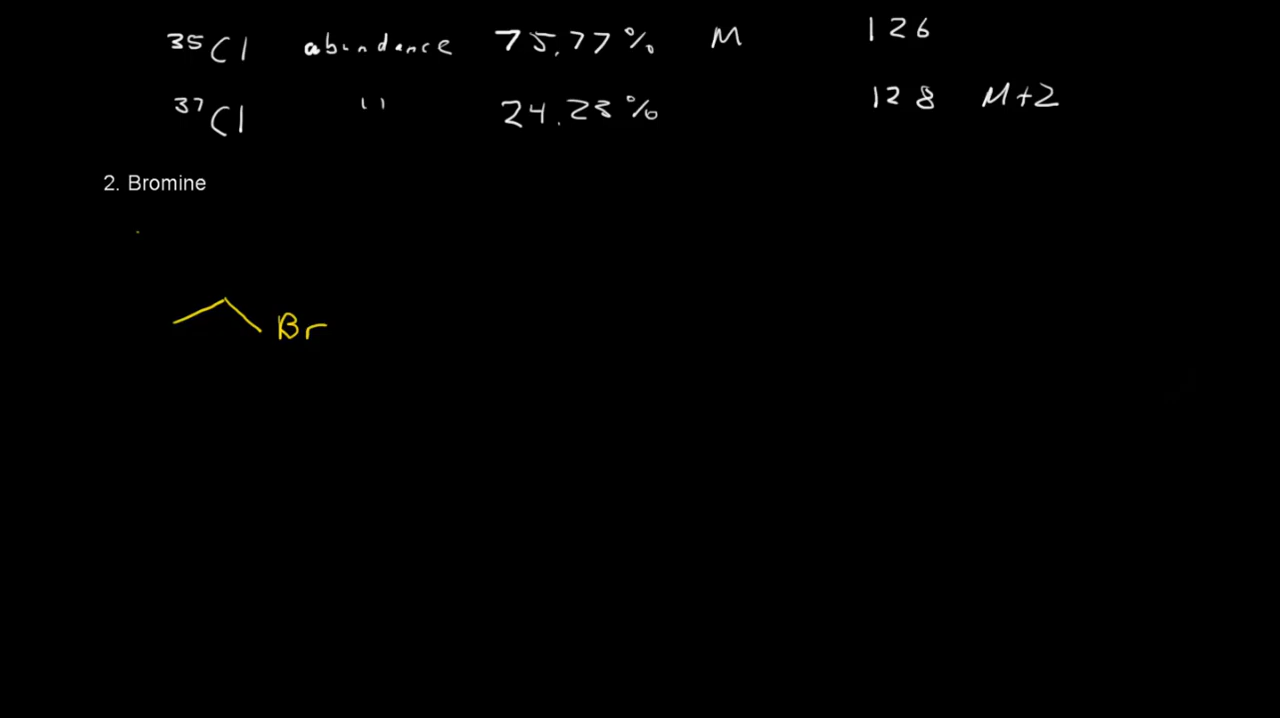 35Cl abundance 75.77% M 126
37Cl " 24.23% 128 M+2
2. Bromine
Br